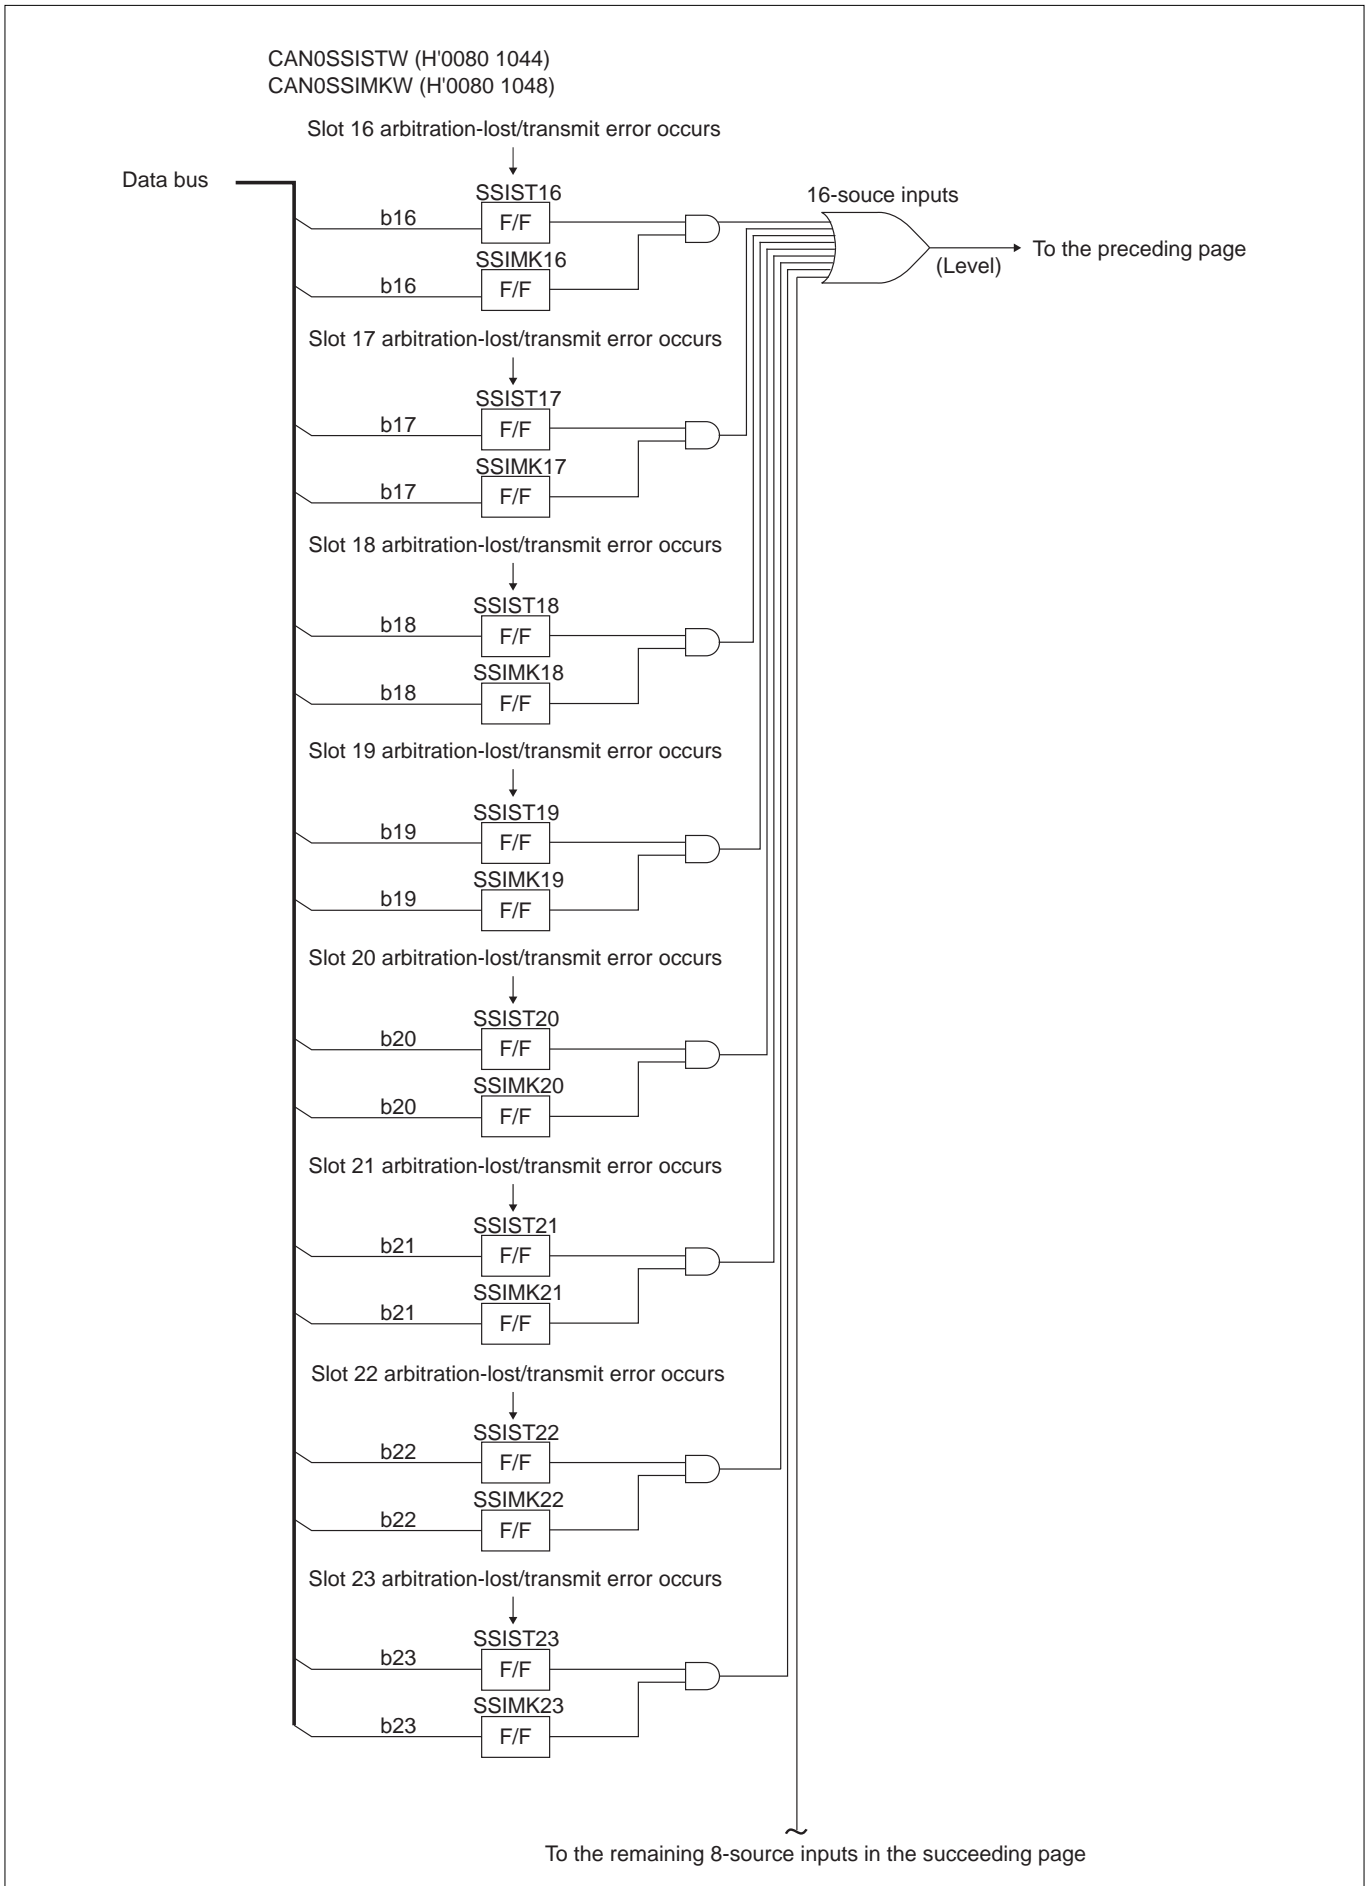 CAN0SSISTW (H'0080 1044)
CAN0SSIMKW (H'0080 1048)
Slot 16 arbitration-lost/transmit error occurs
Data bus
SSIST16
16-souce inputs
b16
F/F
To the preceding page
(Level)
SSIMK16
b16
F/F
Slot 17 arbitration-lost/transmit error occurs
SSIST17
b17
F/F
SSIMK17
b17
F/F
Slot 18 arbitration-lost/transmit error occurs
SSIST18
b18
F/F
SSIMK18
b18
F/F
Slot 19 arbitration-lost/transmit error occurs
SSIST19
b19
F/F
SSIMK19
b19
F/F
Slot 20 arbitration-lost/transmit error occurs
SSIST20
b20
F/F
SSIMK20
b20
F/F
Slot 21 arbitration-lost/transmit error occurs
SSIST21
b21
F/F
SSIMK21
b21
F/F
Slot 22 arbitration-lost/transmit error occurs
SSIST22
b22
F/F
SSIMK22
b22
F/F
Slot 23 arbitration-lost/transmit error occurs
SSIST23
b23
F/F
SSIMK23
b23
F/F
To the remaining 8-source inputs in the succeeding page